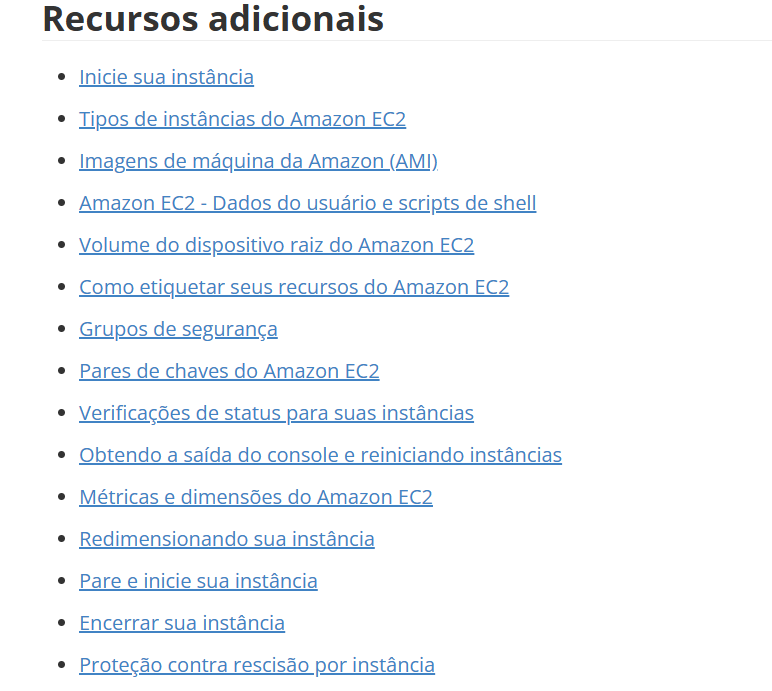 Recursos adicionais
Inicie sua instância
Tipos de instâncias do Amazon EC2
Imagens de máquina da Amazon (AMI)
Amazon EC2 - Dados do usuário e scripts de shell
Volume do dispositivo raiz do Amazon EC2
Como etiquetar seus recursos do Amazon EC2
Grupos de segurança
Pares de chaves do Amazon EC2
Verificações de status para suas instâncias
Obtendo a saída do console e reiniciando instâncias
Métricas e dimensões do Amazon EC2
Redimensionando sua instância
Pare e inicie sua instância
Encerrar sua instância
Proteção contra rescisão por instância